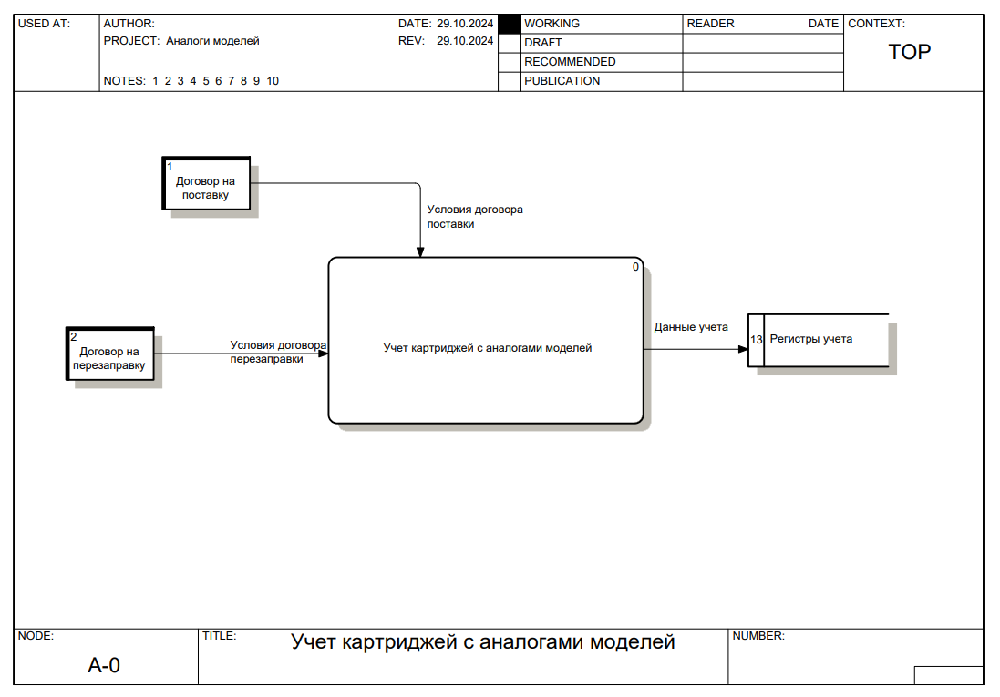 USED AT:
AUTHOR:
DATE: 29.10.2024
WORKING
READER
DATE
CONTEXT:
PROJECT: Аналоги моделей
REV: 29.10.2024
DRAFT
TOP
RECOMMENDED
NOTES: 1 2 3 4 5 6 7 8 9 10
PUBLICATION
1
Договор на
поставку
Условия договора
поставки
0
2
Договор на
перезаправку
Условия договора
перезаправки
Учет картриджей с аналогами моделей
Данные учета
13
Регистры учета
NODE:
TITLE:
Учет картриджей с аналогами моделей
NUMBER:
A-0